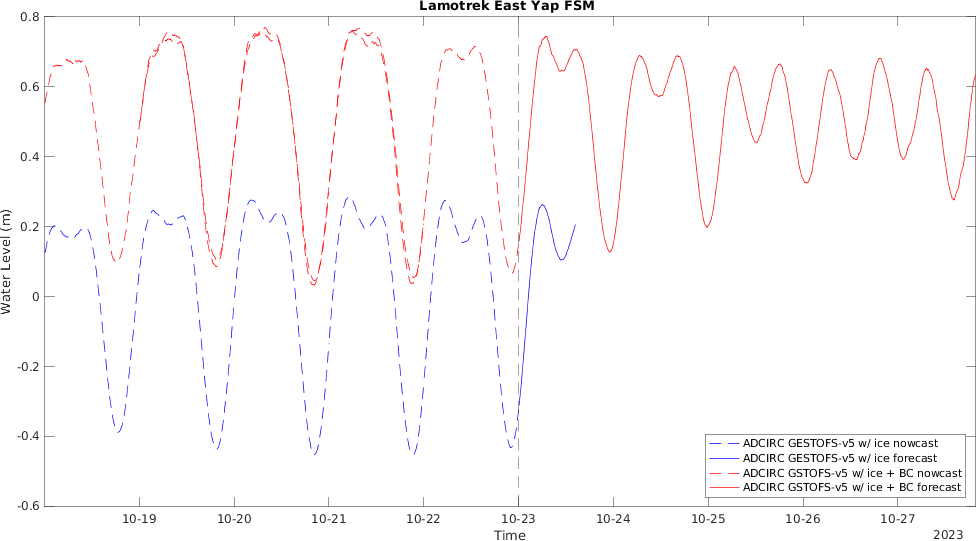 Lamotrek East Yap FSM
0.8
0.6
0.4
0.2
0
-0.2
-0.4
-0.6
Water Level (m)
ADCIRC GESTOFS-v5 w/ ice nowcast
ADCIRC GESTOFS-v5 w/ ice forecast
ADCIRC GSTOFS-v5 w/ ice + BC nowcast
ADCIRC GSTOFS-v5 w/ ice + BC forecast
10-19 10-20 10-21 10-22 10-23 10-24 10-25 10-26 10-27
Time
2023